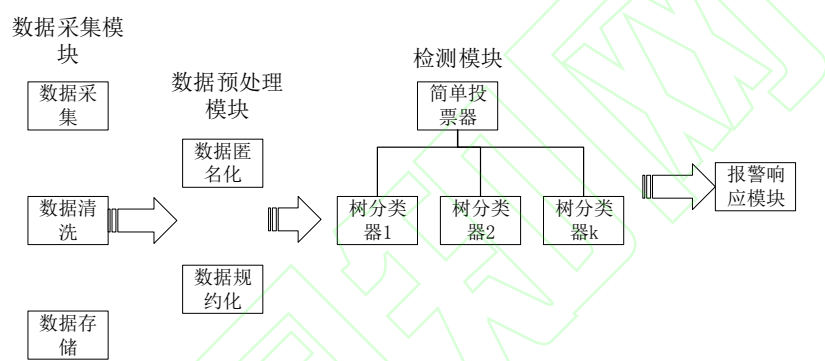 数据采集模
块
数据采
集
数据清
洗
数据存
储
数据预处理
模块
数据匿
名化
数据规
约化
检测模块
简单投
票器
树分类
器1
树分类
器2
树分类
器k
报警响
应模块